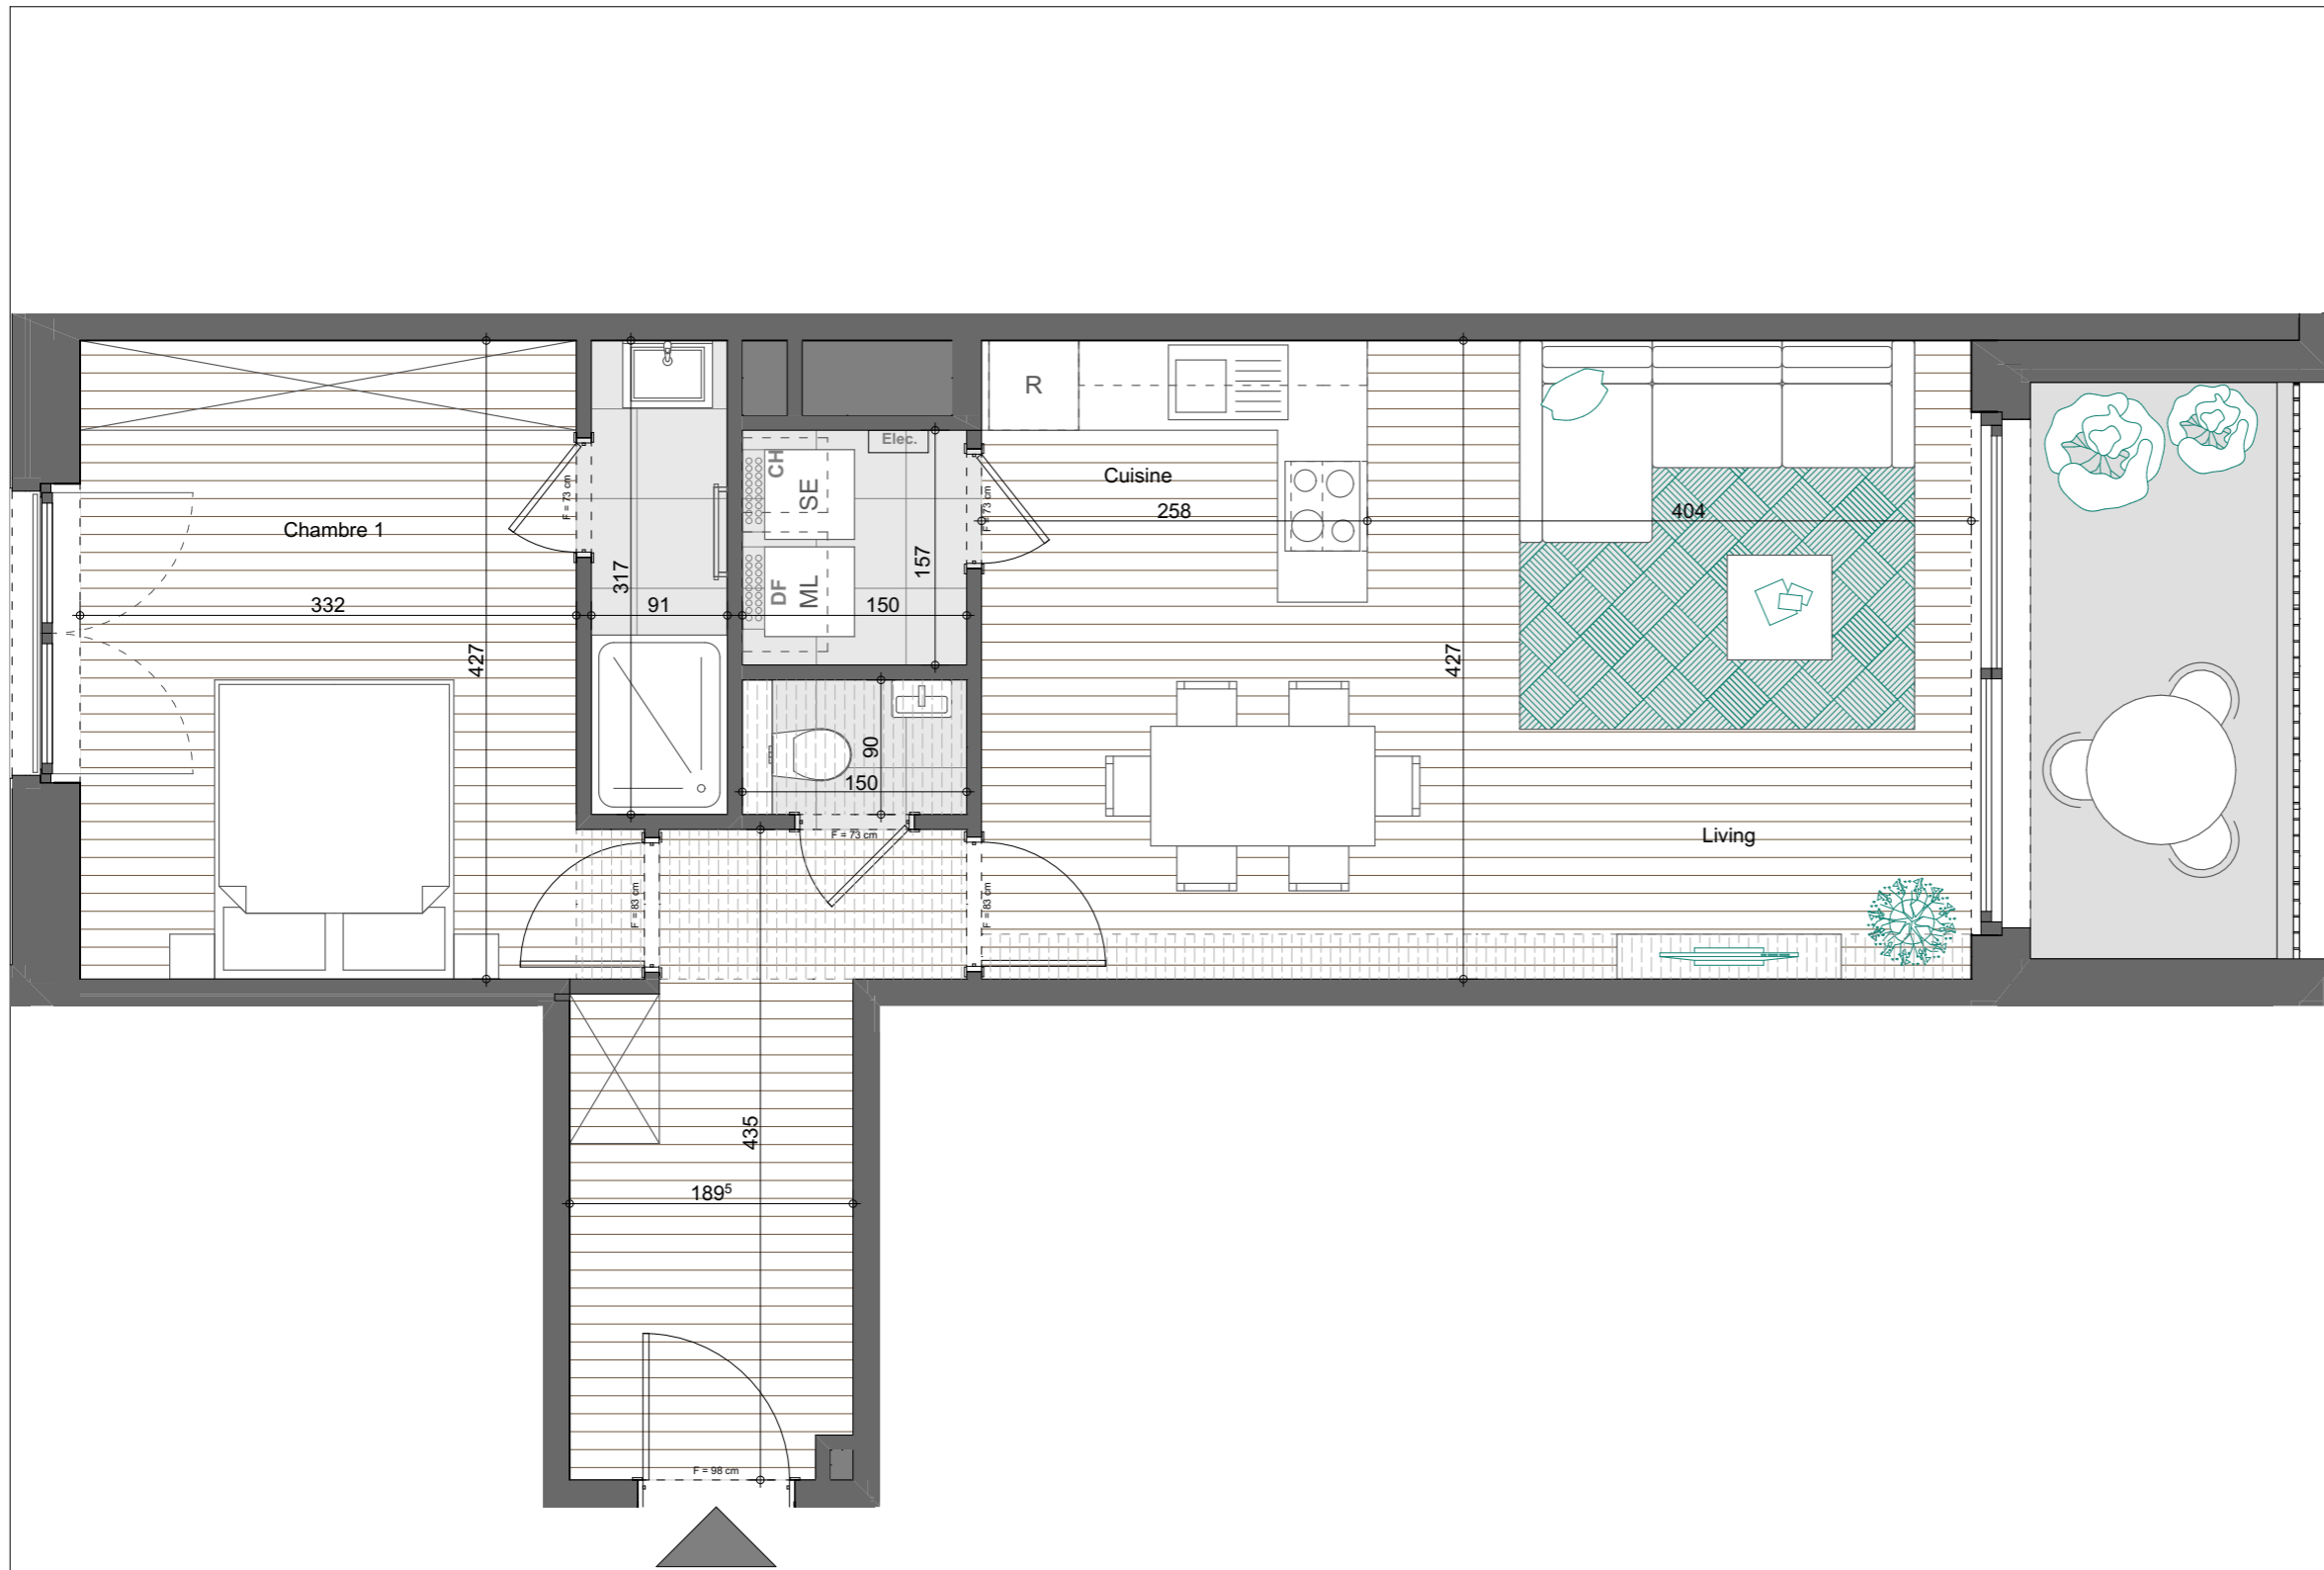 R
Elec.
CH
SE
Cuisine
F = 73 cm
F = 73 cm
258
404
Chambre 1
317
157
DF
ML
332
91
150
427
427
90
150
F = 73 cm
Living
F = 83 cm
F = 83 cm
435
189⁵
F = 98 cm